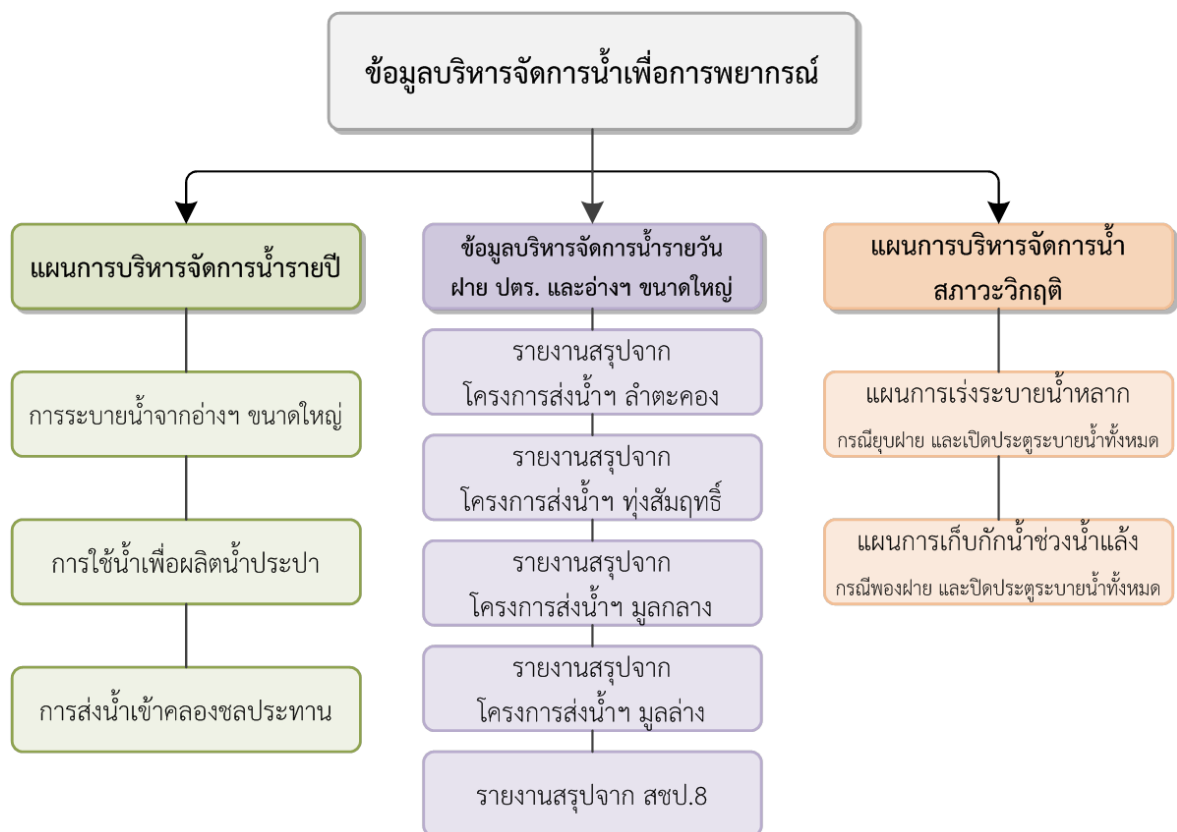 ข้อมูลบริหารจัดการน้ำเพื่อการพยากรณ์
แผนการบริหารจัดการน้ำรายปี
การระบายน้ำจากอ่างฯ ขนาดใหญ่
การใช้น้ำเพื่อผลิตน้ำประปา
การส่งน้ำเข้าคลองชลประทาน
ข้อมูลบริหารจัดการน้ำรายวัน
ฝาย ปตร. และอ่างฯ ขนาดใหญ่
รายงานสรุปจาก
โครงการส่งน้ำฯ ลำตะคอง
รายงานสรุปจาก
โครงการส่งน้ำฯ ทุ่งสัมฤทธิ์
รายงานสรุปจาก
โครงการส่งน้ำฯ มูลกลาง
รายงานสรุปจาก
โครงการส่งน้ำฯ มูลล่าง
รายงานสรุปจาก สชป.8
แผนการบริหารจัดการน้ำ
สภาวะวิกฤติ
แผนการเร่งระบายน้ำหลาก
กรณียุบฝาย และเปิดประตูระบายน้ำทั้งหมด
แผนการเก็บกักน้ำช่วงน้ำแล้ง
กรณีพองฝาย และปิดประตูระบายน้ำทั้งหมด